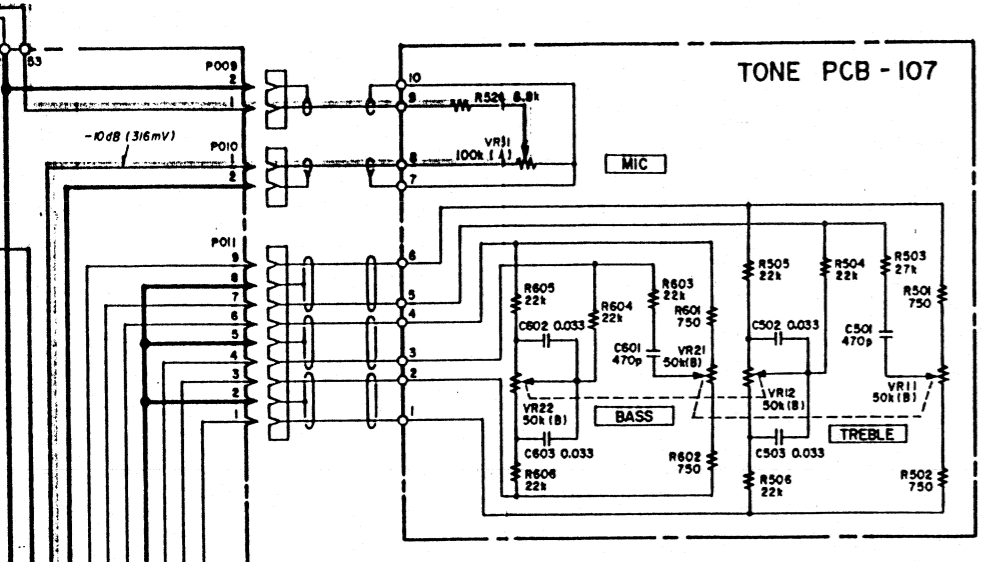 53
P009
2
1
10
9
R526 8.8k
TONE PCB-107
-10dB (316mV)
P010
1
2
8
7
VR31
100k
MIC
P011
9
8
7
6
5
4
3
2
1
6
5
4
3
2
1
R605
22k
R604
22k
R603
22k
R601
750
C602 0.033
C601
470p
VR21
50k(B)
VR22
50k(B)
BASS
C603 0.033
R606
22k
R602
750
R505
22k
R504
22k
R503
27k
R501
750
C502 0.033
C501
470p
VR12
50k(B)
VR11
50k(B)
TREBLE
C503 0.033
R506
22k
R502
750